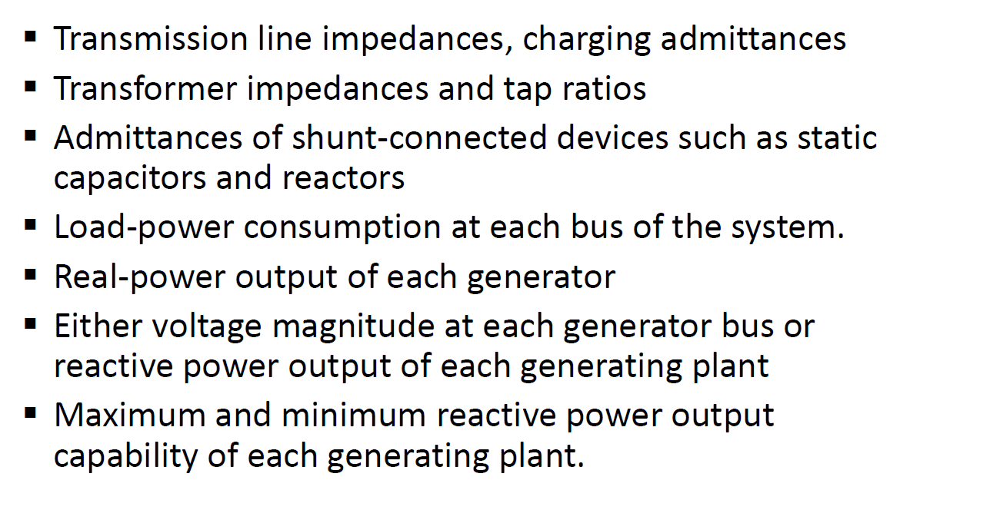 ▪ Transmission line impedances, charging admittances
▪ Transformer impedances and tap ratios
▪ Admittances of shunt-connected devices such as static
capacitors and reactors
▪ Load-power consumption at each bus of the system.
▪ Real-power output of each generator
▪ Either voltage magnitude at each generator bus or
reactive power output of each generating plant
▪ Maximum and minimum reactive power output
capability of each generating plant.